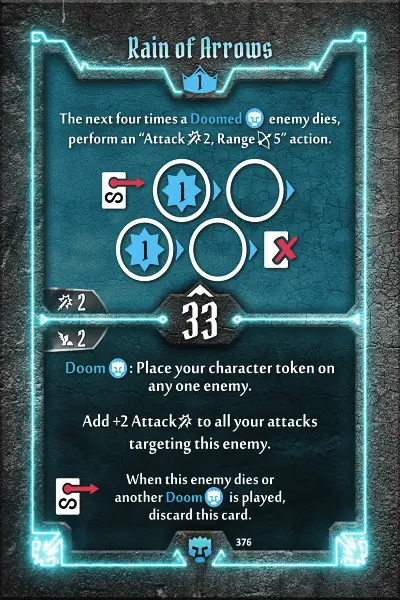 Rain of Arrows
1
The next four times a Doomed enemy dies,
perform an “Attack 2, Range 5” action.
1
1
2
33
2
Doom : Place your character token on
any one enemy.
Add +2 Attack to all your attacks
targeting this enemy.
When this enemy dies or
another Doom is played,
discard this card.
376